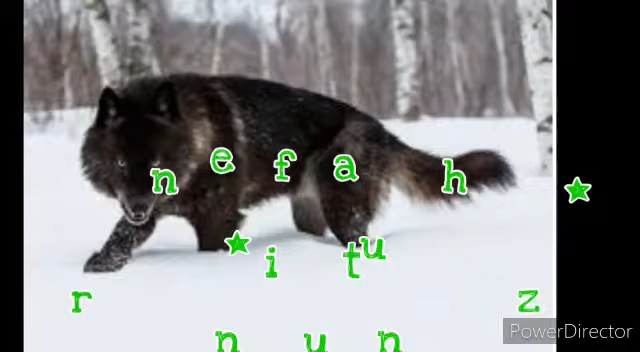 n e f a h ★
★ i t u
r z
n u n
PowerDirector